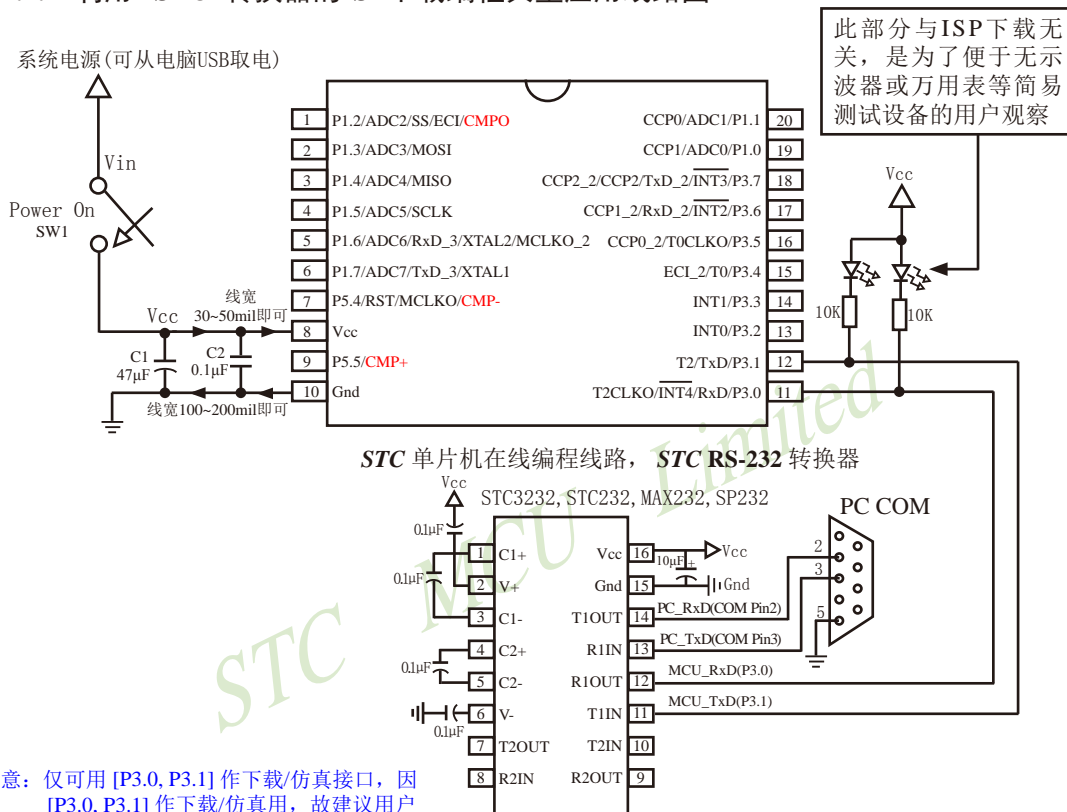 此部分与ISP下载无
关，是为了便于无示
波器或万用表等简易
测试设备的用户观察
系统电源(可从电脑USB取电)
Vin
Power On
SW1
Vcc
线宽
30~50mil即可
C1
47μF
C2
0.1μF
线宽100~200mil即可
1 P1.2/ADC2/SS/ECI/CMPO
2 P1.3/ADC3/MOSI
3 P1.4/ADC4/MISO
4 P1.5/ADC5/SCLK
5 P1.6/ADC6/RxD_3/XTAL2/MCLKO_2
6 P1.7/ADC7/TxD_3/XTAL1
7 P5.4/RST/MCLKO/CMP-
8 Vcc
9 P5.5/CMP+
10 Gnd
CCP0/ADC1/P1.1 20
CCP1/ADC0/P1.0 19
CCP2_2/CCP2/TxD_2/INT3/P3.7 18
CCP1_2/RxD_2/INT2/P3.6 17
CCP0_2/T0CLKO/P3.5 16
ECI_2/T0/P3.4 15
INT1/P3.3 14
INT0/P3.2 13
T2/TxD/P3.1 12
T2CLKO/INT4/RxD/P3.0 11
Vcc
10K
10K
STC 单片机在线编程线路， STC RS-232 转换器
STC3232,STC232,MAX232,SP232
Vcc
0.1μF
0.1μF
0.1μF
0.1μF
1 C1+
2 V+
3 C1-
4 C2+
5 C2-
6 V-
7 T2OUT
8 R2IN
Vcc 16
Gnd 15
T1OUT 14
R1IN 13
R1OUT 12
T1IN 11
T2IN 10
R2OUT 9
10μF +
Vcc
Gnd
PC_RxD(COM Pin2)
PC_TxD(COM Pin3)
MCU_RxD(P3.0)
MCU_TxD(P3.1)
PC COM
2
3
5
STC MCU Limited
意：仅可用 [P3.0, P3.1] 作下载/仿真接口，因
[P3.0, P3.1] 作下载/仿真用，故建议用户